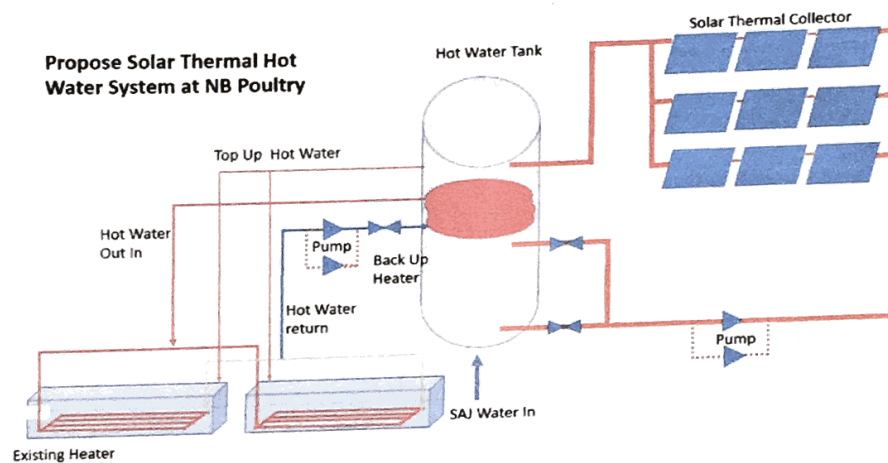 Propose Solar Thermal Hot
Water System at NB Poultry
Solar Thermal Collector
Hot Water Tank
Top Up Hot Water
Hot Water
Out In
Pump
Back Up
Heater
Hot Water
return
Pump
SAJ Water In
Existing Heater